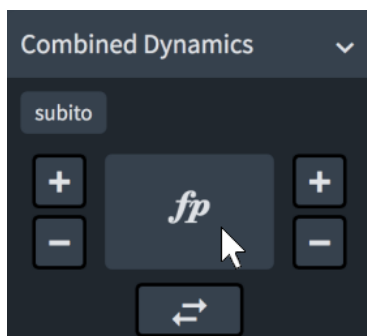 Combined Dynamics
subito
+ fp +
− −